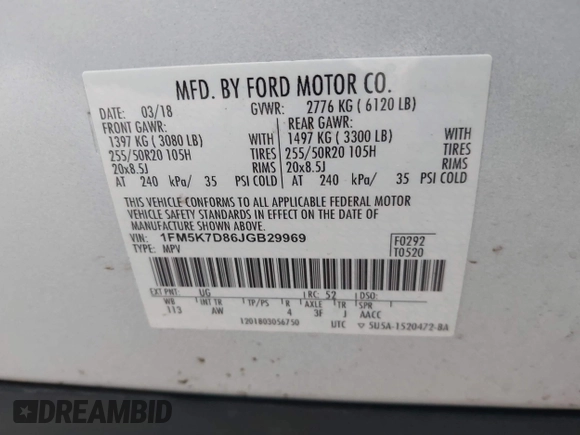 MFD. BY FORD MOTOR CO.
DATE: 03/18 GVWR: 2776 KG ( 6120 LB)
FRONT GAWR: REAR GAWR:
1397 KG ( 3080 LB) WITH 1497 KG ( 3300 LB) WITH
255/50R20 105H TIRES 255/50R20 105H TIRES
20x8.5J RIMS 20x8.5J RIMS
AT 240 kPa/ 35 PSI COLD AT 240 kPa/ 35 PSI COLD
THIS VEHICLE CONFORMS TO ALL APPLICABLE FEDERAL MOTOR
VEHICLE SAFETY STANDARDS IN EFFECT ON THE DATE OF
MANUFACTURE SHOWN ABOVE.
VIN: 1FM5K7D86JGB29969 F0292
TYPE: MPV T0520
EXT PNT: UG RC: 52 DSO:
WB INT TR TP/PS R AXLE TR SPR
113 AW 4 3F J AACC
1201803056750 UTC ▽ 5U5A-1520472-BA
DREAMBID